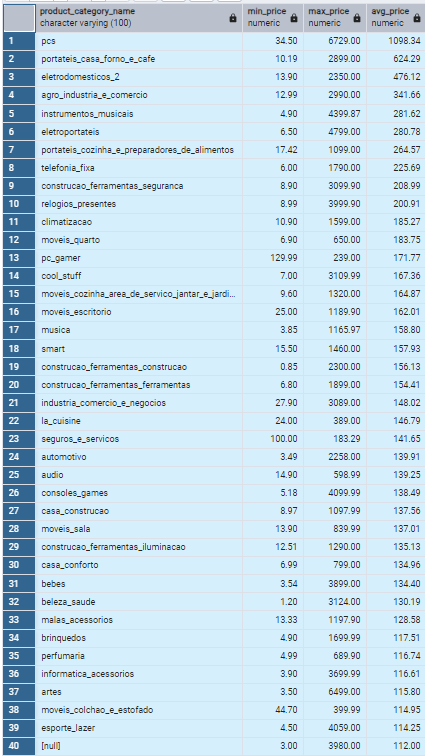 product_category_name min_price max_price avg_price
character varying (100) numeric numeric numeric
1 pcs 34.50 6729.00 1098.34
2 portateis_casa_forno_e_cafe 10.19 2899.00 624.29
3 eletrodomesticos_2 13.90 2350.00 476.12
4 agro_industria_e_comercio 12.99 2990.00 341.66
5 instrumentos_musicais 4.90 4399.87 281.62
6 eletroportateis 6.50 4799.00 280.78
7 portateis_cozinha_e_preparadores_de_alimentos 17.42 1099.00 264.57
8 telefonia_fixa 6.00 1790.00 225.69
9 construcao_ferramentas_seguranca 8.90 3099.90 208.99
10 relogios_presentes 8.99 3999.90 200.91
11 climatizacao 10.90 1599.00 185.27
12 moveis_quarto 6.90 650.00 183.75
13 pc_gamer 129.99 239.00 171.77
14 cool_stuff 7.00 3109.99 167.36
15 moveis_cozinha_area_de_servico_jantar_e_jardi... 9.60 1320.00 164.87
16 moveis_escritorio 25.00 1189.90 162.01
17 musica 3.85 1165.97 158.80
18 smart 15.50 1460.00 157.93
19 construcao_ferramentas_construcao 0.85 2300.00 156.13
20 construcao_ferramentas_ferramentas 6.80 1899.00 154.41
21 industria_comercio_e_negocios 27.90 3089.00 148.02
22 la_cuisine 24.00 389.00 146.79
23 seguros_e_servicos 100.00 183.29 141.65
24 automotivo 3.49 2258.00 139.91
25 audio 14.90 598.99 139.25
26 consoles_games 5.18 4099.99 138.49
27 casa_construcao 8.97 1097.99 137.56
28 moveis_sala 13.90 839.99 137.01
29 construcao_ferramentas_iluminacao 12.51 1290.00 135.13
30 casa_conforto 6.99 799.00 134.96
31 bebes 3.54 3899.00 134.40
32 beleza_saude 1.20 3124.00 130.19
33 malas_acessorios 13.33 1197.90 128.58
34 brinquedos 4.90 1699.99 117.51
35 perfumaria 4.99 689.90 116.74
36 informatica_acessorios 3.90 3699.99 116.61
37 artes 3.50 6499.00 115.80
38 moveis_colchao_e_estofado 44.70 399.99 114.95
39 esporte_lazer 4.50 4059.00 114.25
40 [null] 3.00 3980.00 112.00